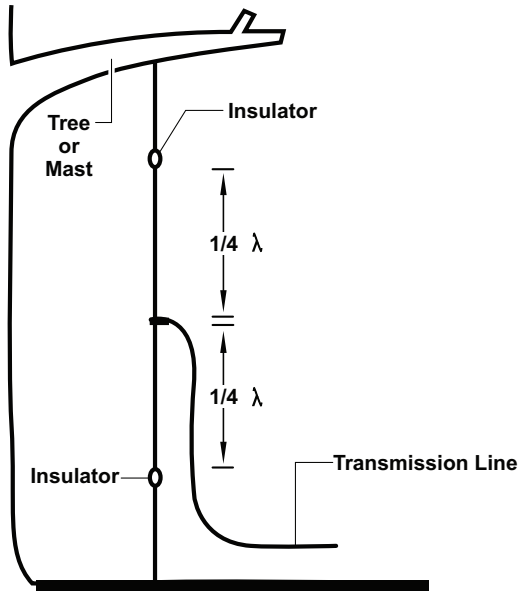 Insulator
Tree
or
Mast
1/4 λ
1/4 λ
Transmission Line
Insulator